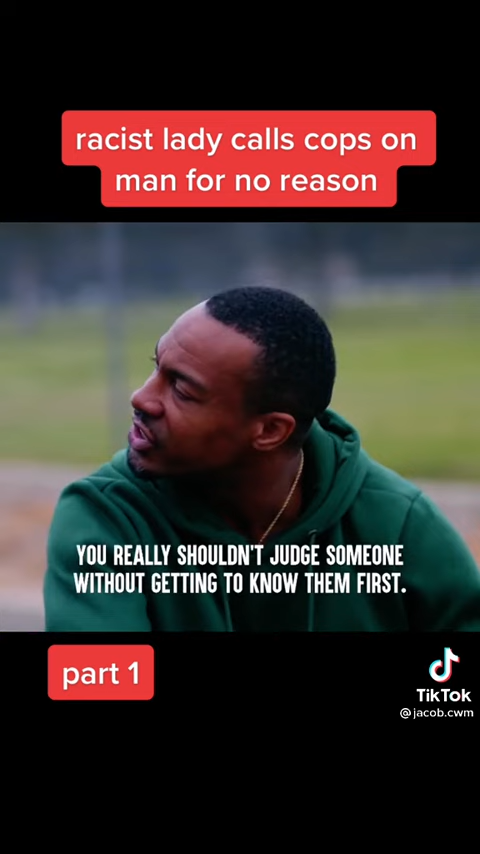 racist lady calls cops on
man for no reason
YOU REALLY SHOULDN'T JUDGE SOMEONE
WITHOUT GETTING TO KNOW THEM FIRST.
part 1
TikTok
@jacob.cwm